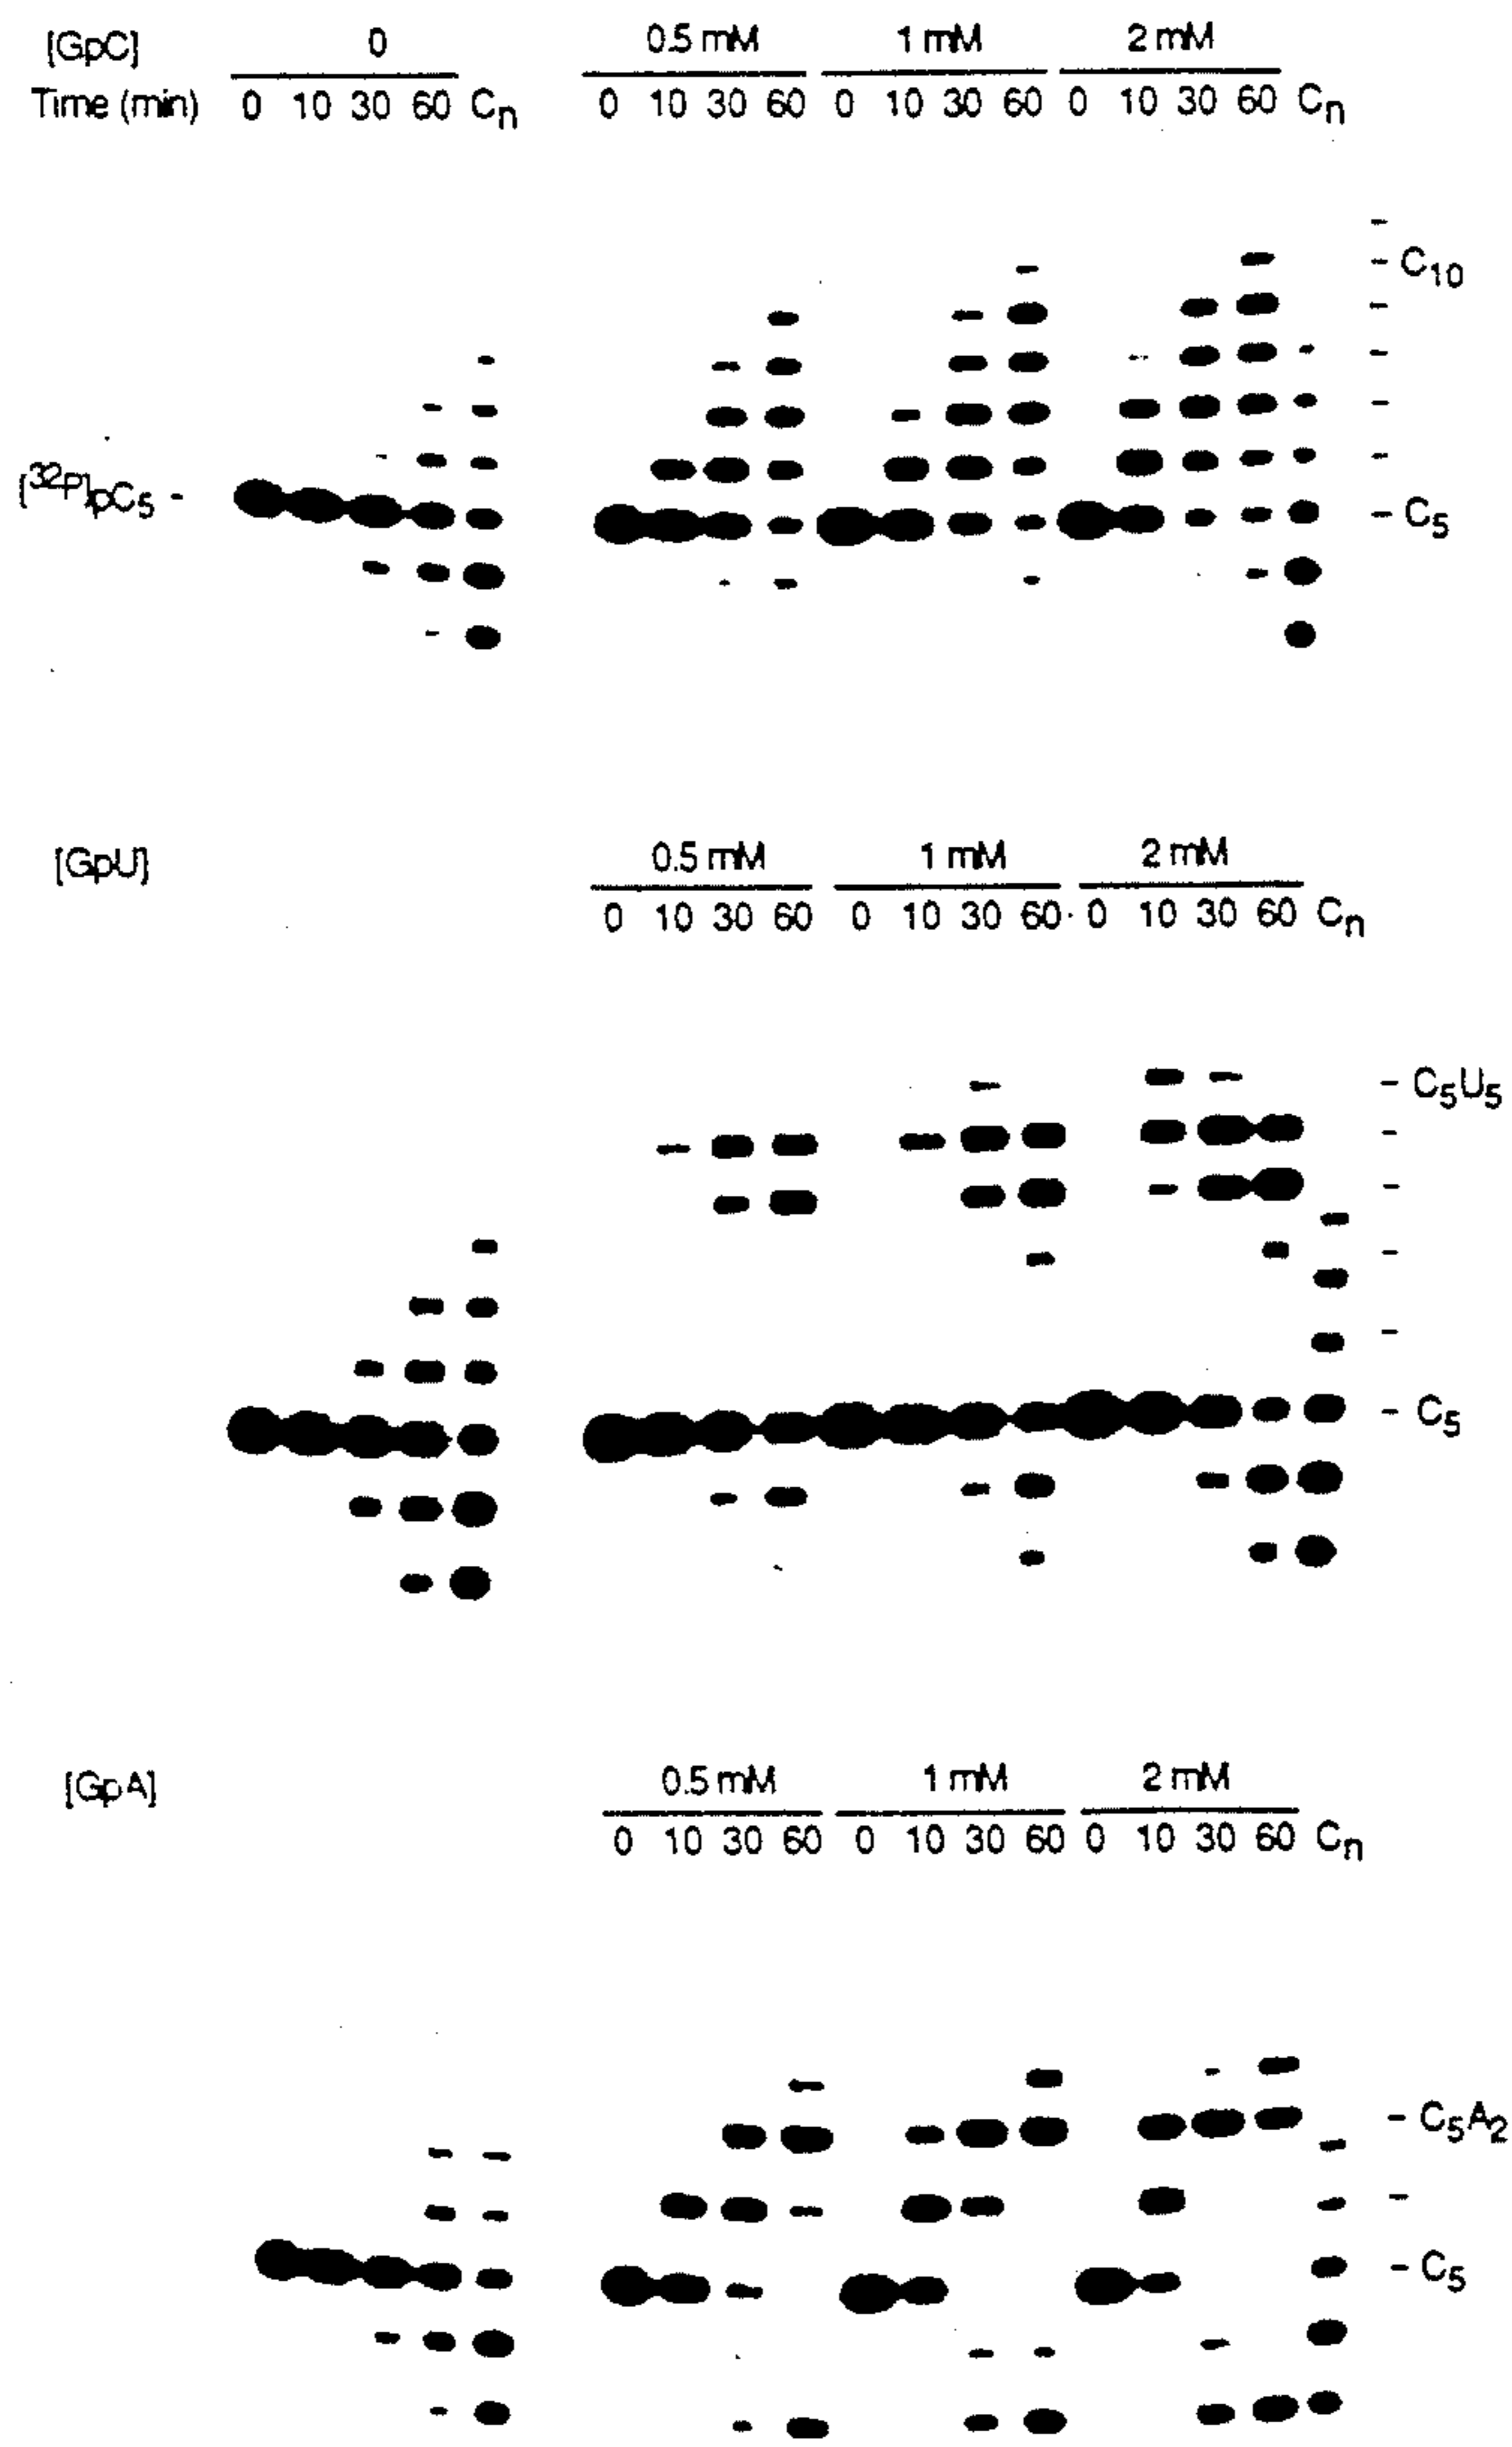 [GpC] 0 0.5 mM 1 mM 2 mM
Time (min) 0 10 30 60 Cn 0 10 30 60 0 10 30 60 0 10 30 60 Cn
C10
[32P]pC5 -
C5
[GpU] 0.5 mM 1 mM 2 mM
0 10 30 60 0 10 30 60 0 10 30 60 Cn
C5U5
C5
[GpA] 0.5 mM 1 mM 2 mM
0 10 30 60 0 10 30 60 0 10 30 60 Cn
C5A2
C5